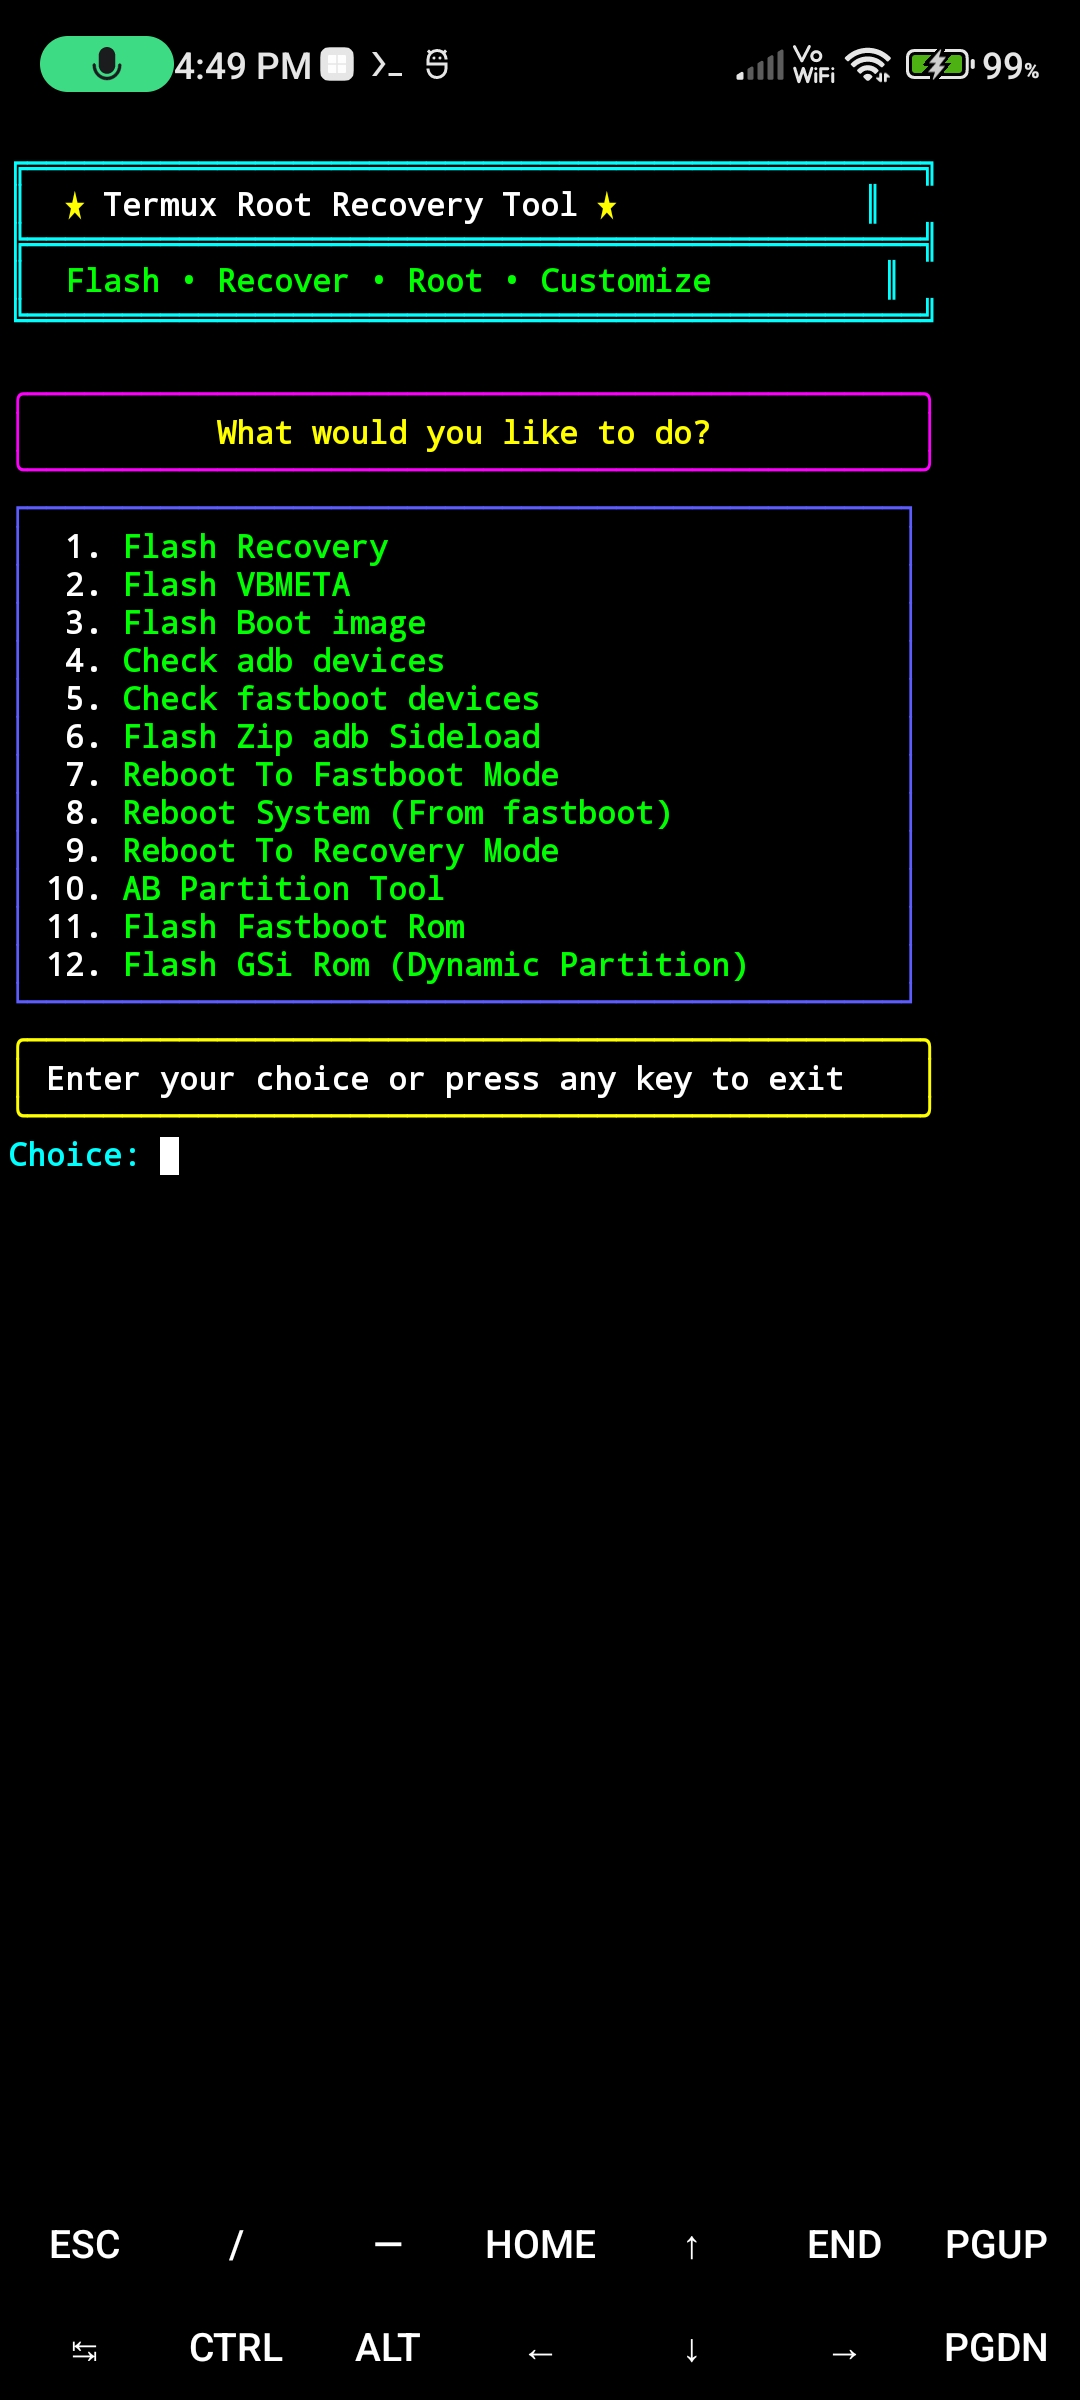 4:49 PM Vo WiFi 99%
★ Termux Root Recovery Tool ★
Flash • Recover • Root • Customize
What would you like to do?
1. Flash Recovery
2. Flash VBMETA
3. Flash Boot image
4. Check adb devices
5. Check fastboot devices
6. Flash Zip adb Sideload
7. Reboot To Fastboot Mode
8. Reboot System (From fastboot)
9. Reboot To Recovery Mode
10. AB Partition Tool
11. Flash Fastboot Rom
12. Flash GSi Rom (Dynamic Partition)
Enter your choice or press any key to exit
Choice:
ESC / — HOME ↑ END PGUP
↹ CTRL ALT ← ↓ → PGDN